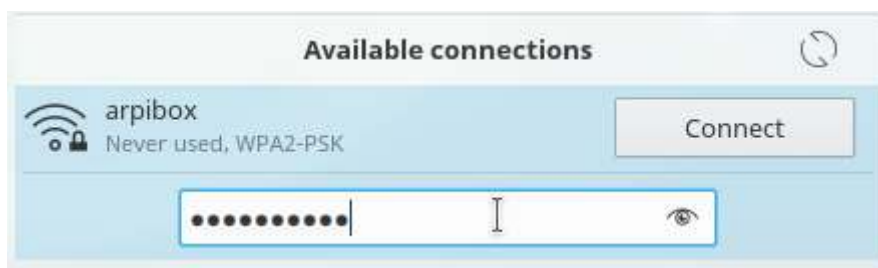 Available connections
arpibox
Never used, WPA2-PSK
Connect
••••••••••